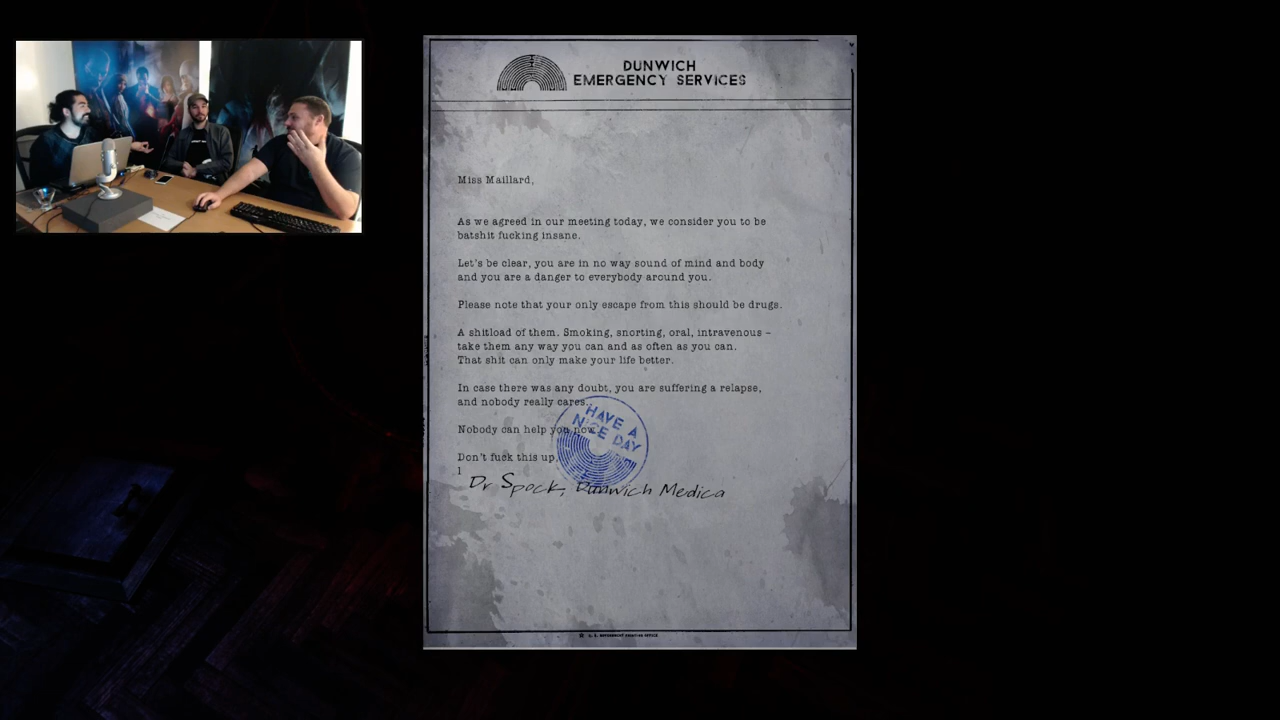 DUNWICH
EMERGENCY SERVICES
Miss Maillard,
As we agreed in our meeting today, we consider you to be
batshit fucking insane.
Let's be clear, you are in no way sound of mind and body
and you are a danger to everybody around you.
Please note that your only escape from this should be drugs.
A shitload of them. Smoking, snorting, oral, intravenous –
take them any way you can and as often as you can.
That shit can only make your life better.
In case there was any doubt, you are suffering a relapse,
and nobody really cares.
Nobody can help you now.
HAVE A
NICE DAY
Don't fuck this up,
1
Dr Spock, Dunwich Medica
U. S. GOVERNMENT PRINTING OFFICE